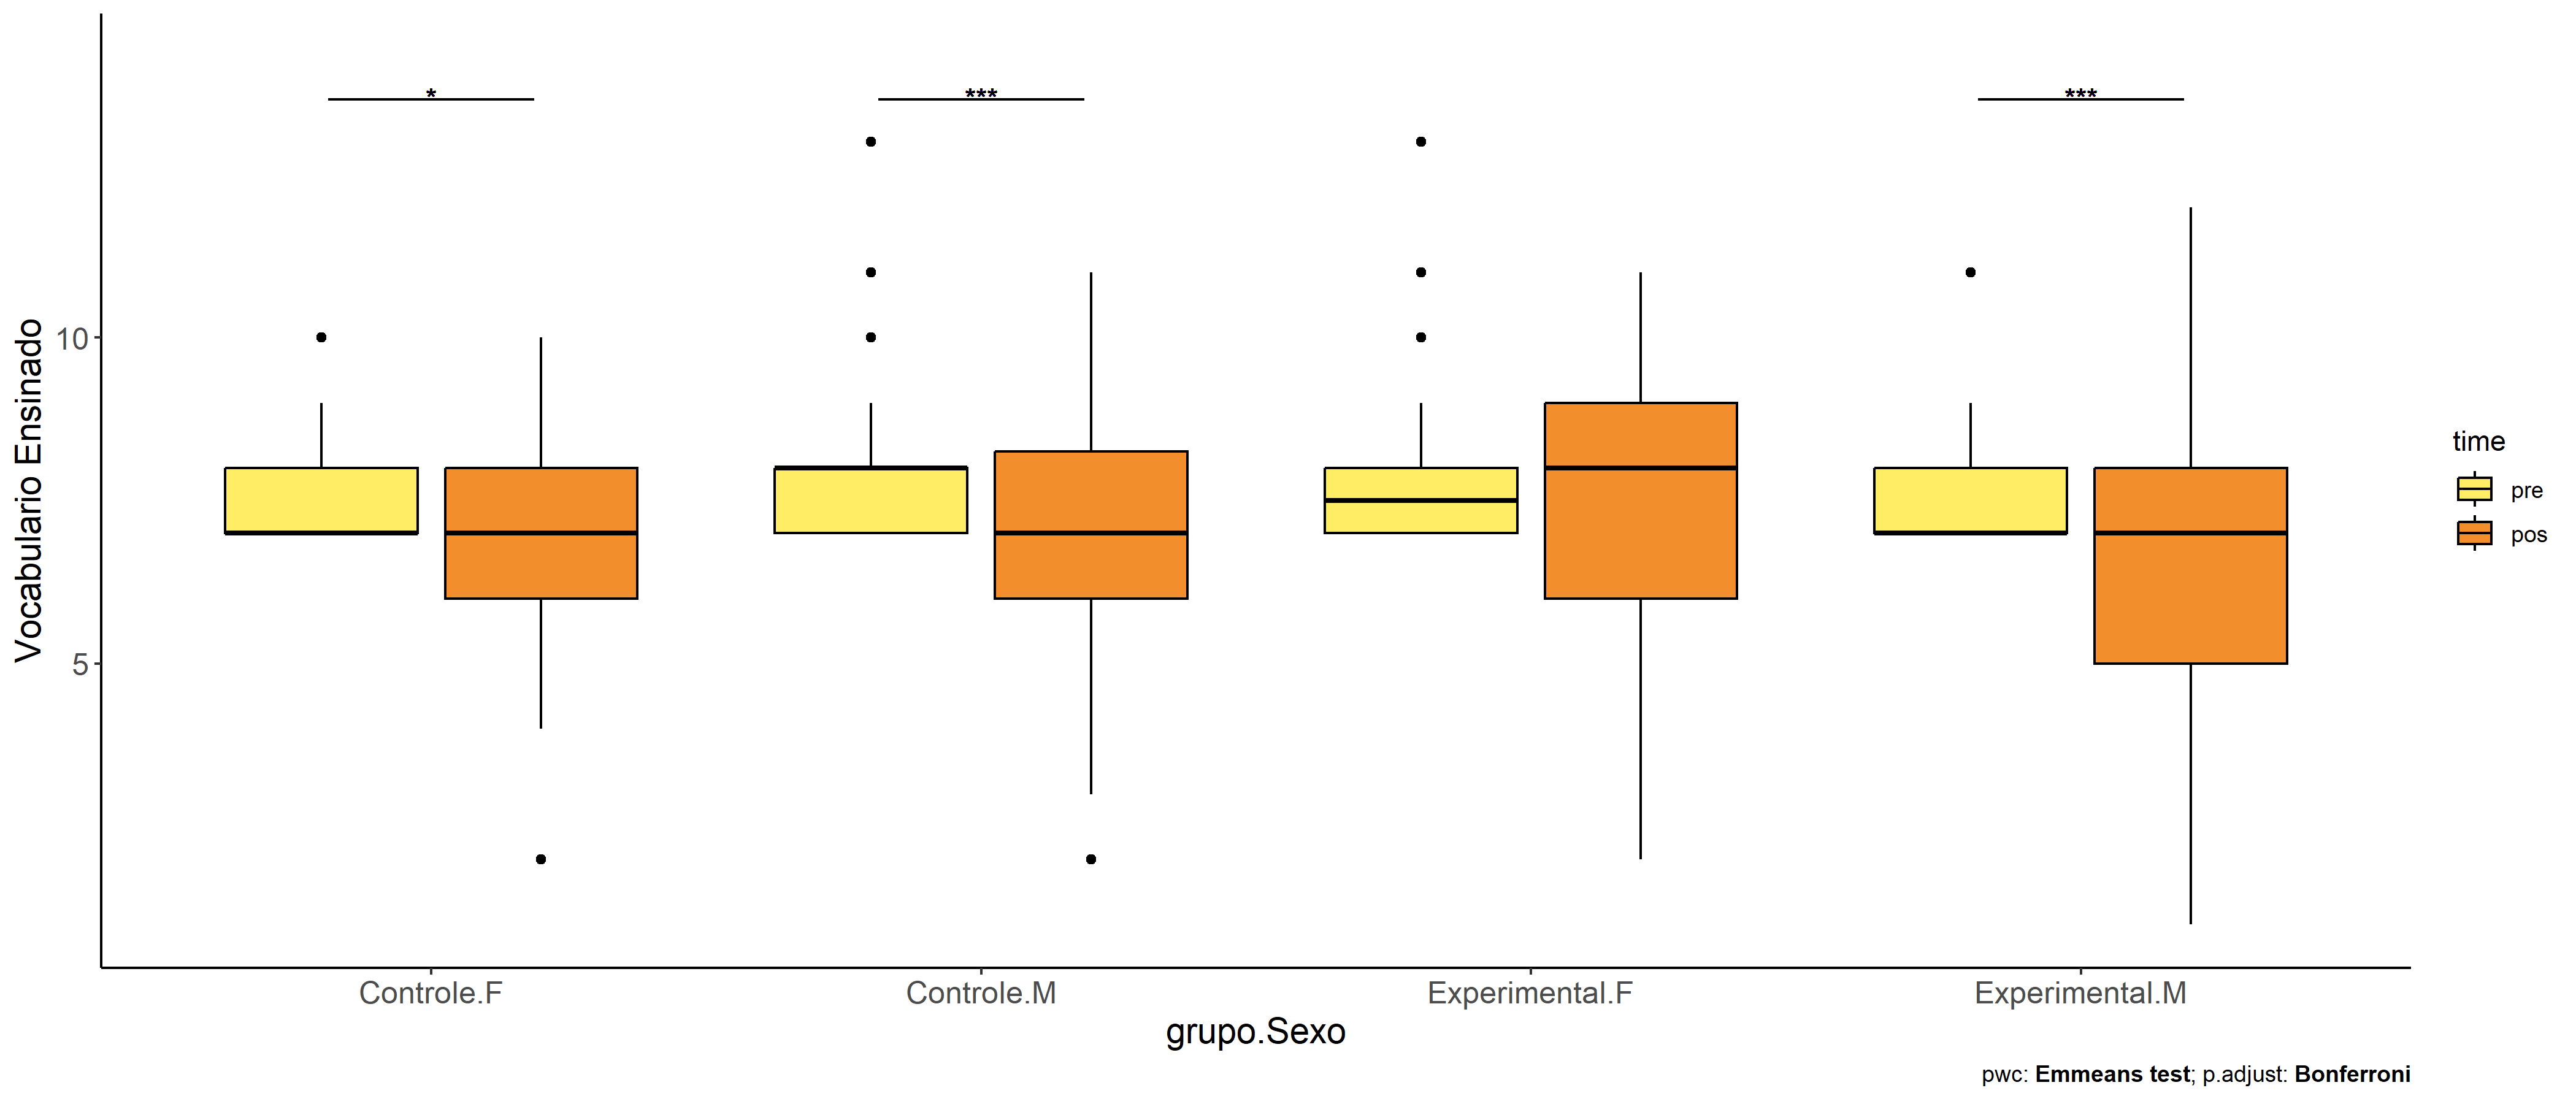 * *** ***
Vocabulario Ensinado
10
5
time
pre
pos
Controle.F Controle.M Experimental.F Experimental.M
grupo.Sexo
pwc: Emmeans test; p.adjust: Bonferroni